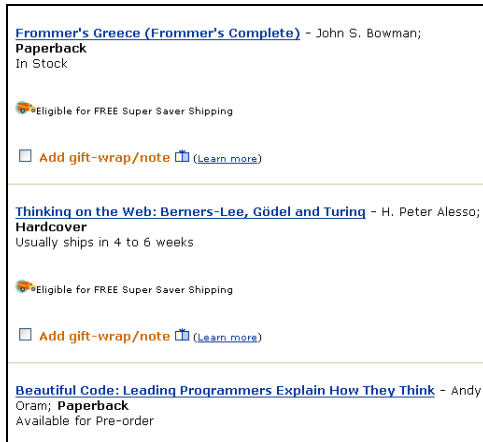 Frommer's Greece (Frommer's Complete) - John S. Bowman;
Paperback
In Stock
Eligible for FREE Super Saver Shipping
Add gift-wrap/note (Learn more)
Thinking on the Web: Berners-Lee, Gödel and Turing - H. Peter Alesso;
Hardcover
Usually ships in 4 to 6 weeks
Eligible for FREE Super Saver Shipping
Add gift-wrap/note (Learn more)
Beautiful Code: Leading Programmers Explain How They Think - Andy
Oram; Paperback
Available for Pre-order